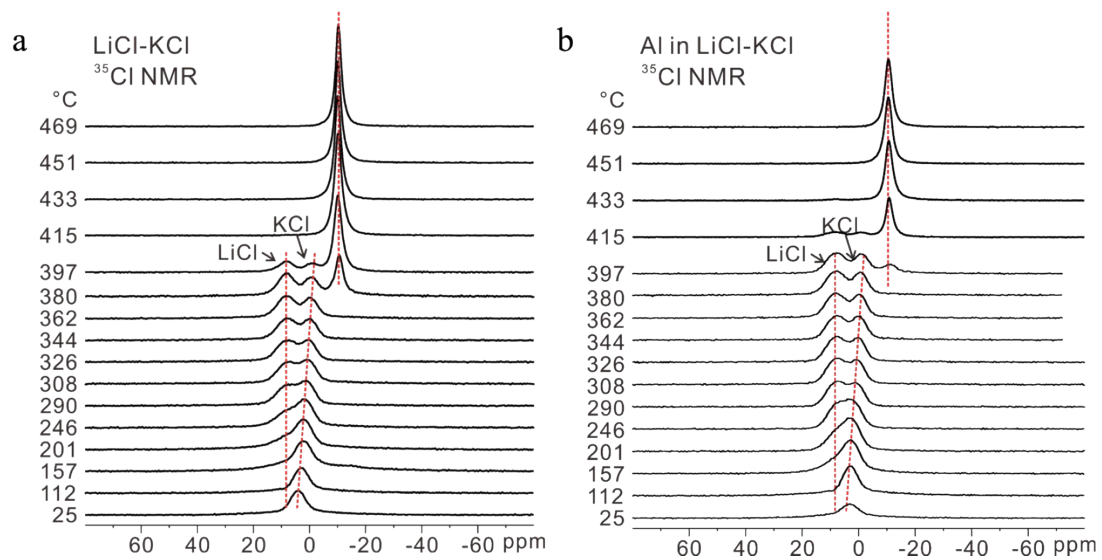 a
LiCl-KCl
³⁵Cl NMR
°C
469
451
433
415
397
380
362
344
326
308
290
246
201
157
112
25
LiCl
KCl
60 40 20 0 -20 -40 -60 ppm
b
Al in LiCl-KCl
³⁵Cl NMR
°C
469
451
433
415
397
380
362
344
326
308
290
246
201
157
112
25
LiCl
KCl
60 40 20 0 -20 -40 -60 ppm